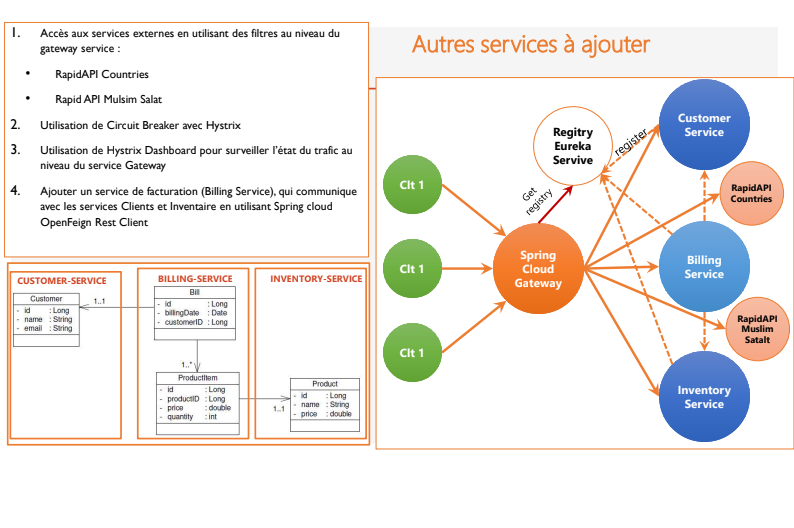 Autres services à ajouter
1. Accès aux services externes en utilisant des filtres au niveau du
gateway service :
• RapidAPI Countries
• Rapid API Mulsim Salat
2. Utilisation de Circuit Breaker avec Hystrix
3. Utilisation de Hystrix Dashboard pour surveiller l'état du trafic au
niveau du service Gateway
4. Ajouter un service de facturation (Billing Service), qui communique
avec les services Clients et Inventaire en utilisant Spring cloud
OpenFeign Rest Client
CUSTOMER-SERVICE
Customer
- id : Long
- name : String
- email : String
1..1
BILLING-SERVICE
Bill
- id : Long
- billingDate : Date
- customerID : Long
1..*
ProductItem
- id : Long
- productID : Long
- price : double
- quantity : int
1..1
INVENTORY-SERVICE
Product
- id : Long
- name : String
- price : double
Clt 1
Clt 1
Clt 1
Spring
Cloud
Gateway
Get
registry
Regitry
Eureka
Servive
register
Customer
Service
RapidAPI
Countries
Billing
Service
RapidAPI
Muslim
Satalt
Inventory
Service